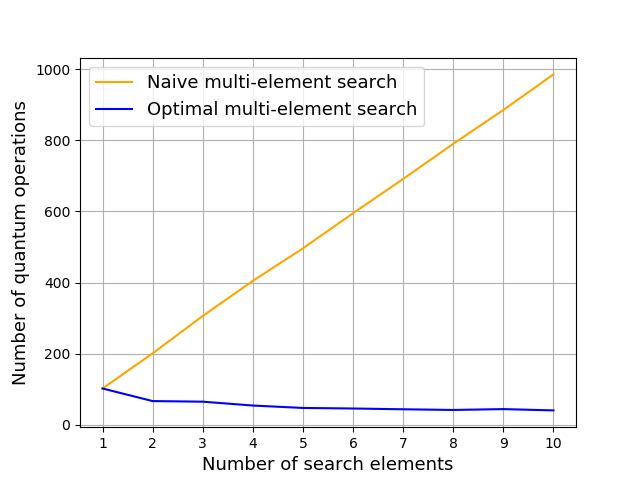 Naive multi-element search
Optimal multi-element search
Number of quantum operations
1000
800
600
400
200
0
1 2 3 4 5 6 7 8 9 10
Number of search elements